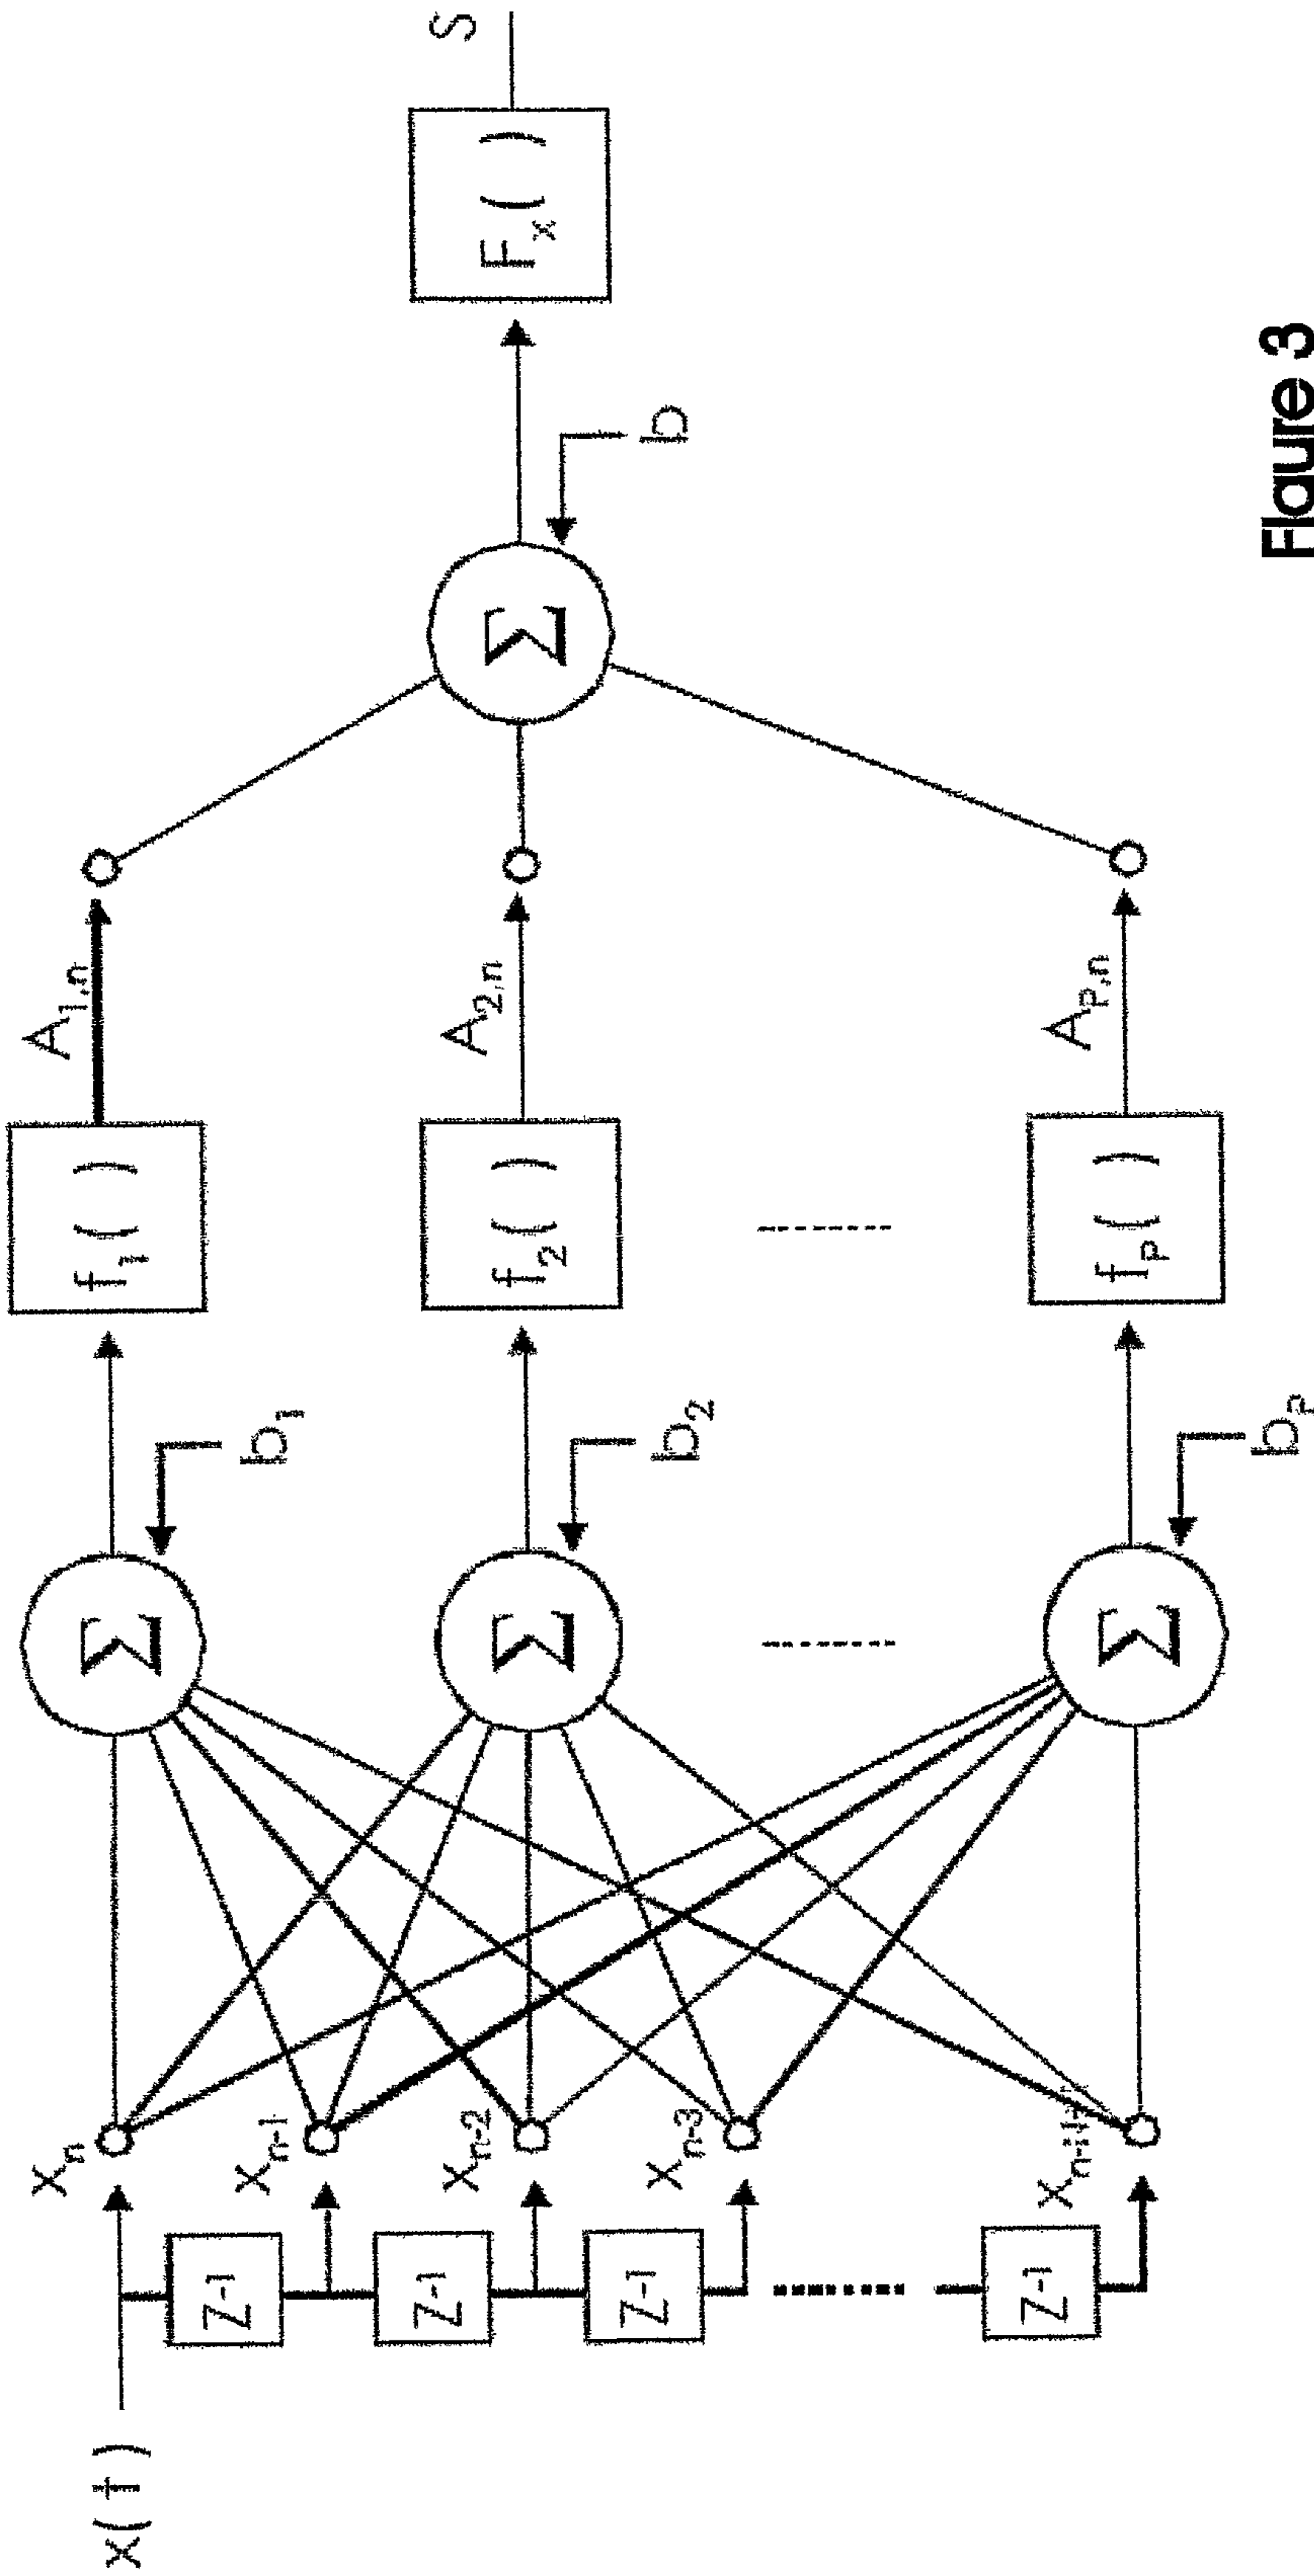 x(t)
Z-1
Z-1
Z-1
Z-1
xn
xn-1
xn-2
xn-3
Σ
Σ
Σ
b1
b2
bP
f1( )
f2( )
fP( )
A1,n
A2,n
AP,n
Σ
b
Fx( )
S
Figure 3